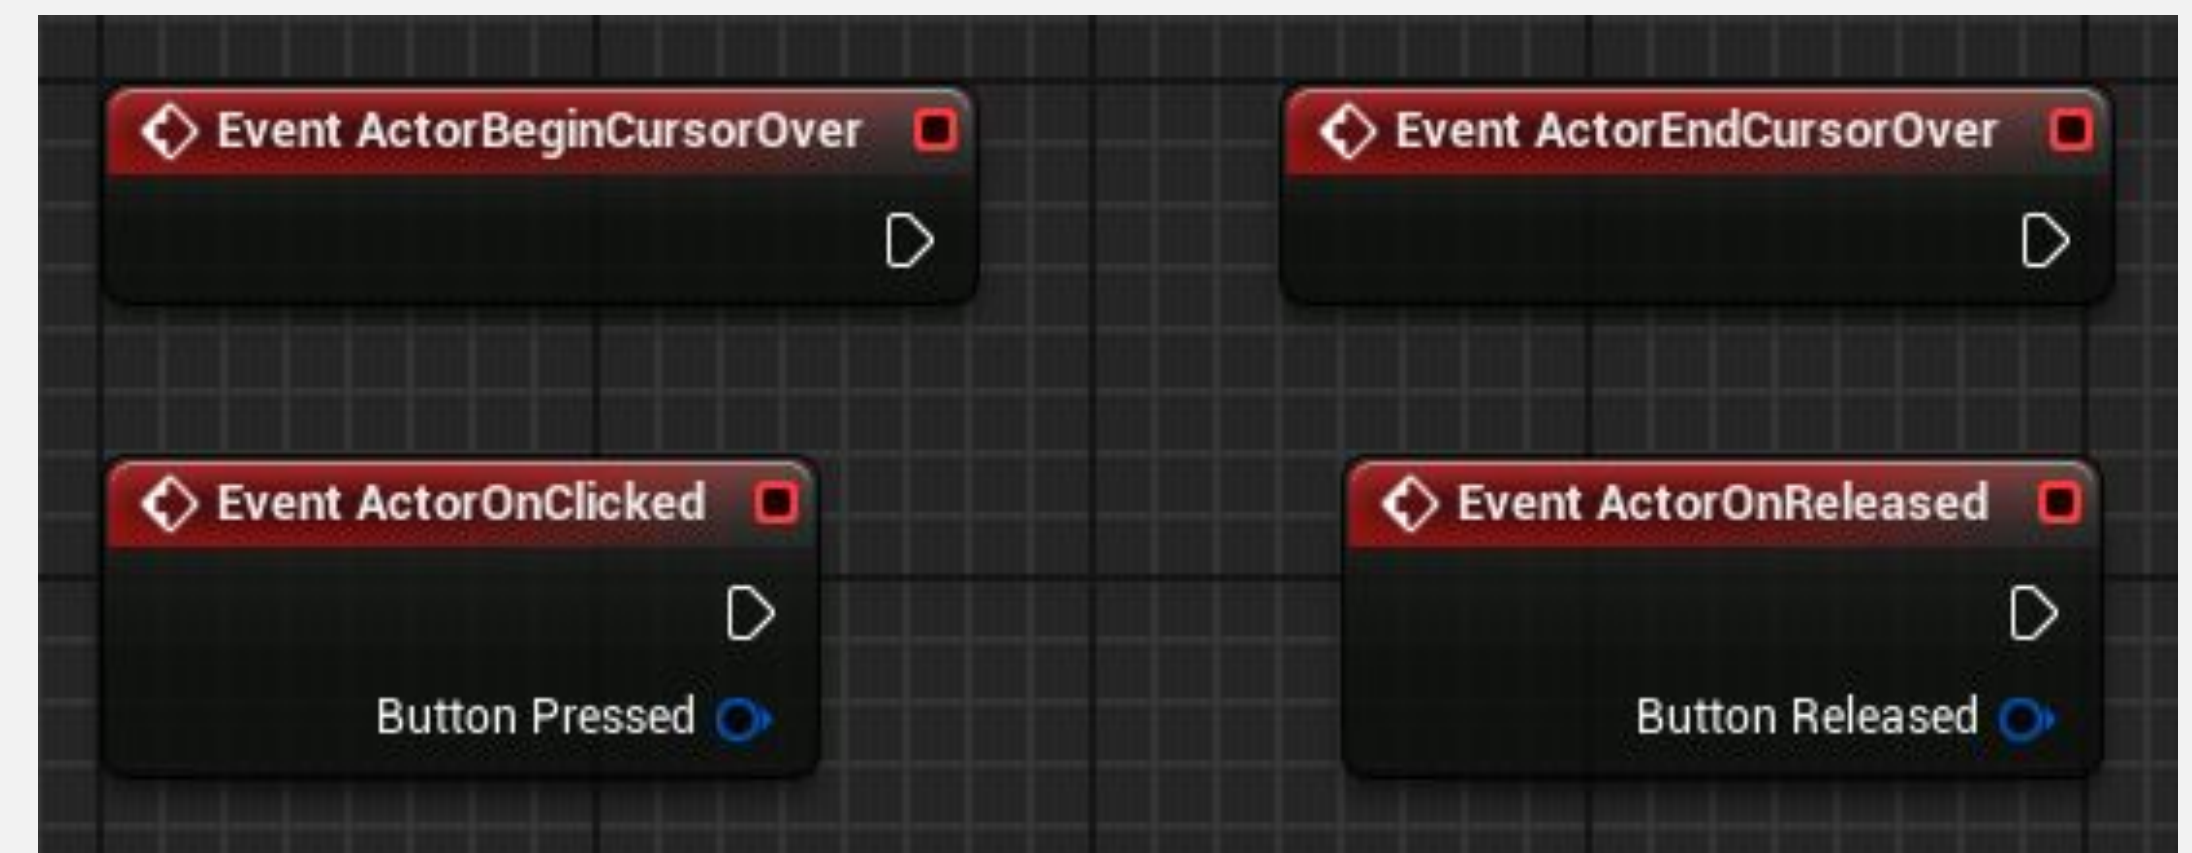 Event ActorBeginCursorOver
Event ActorEndCursorOver
Event ActorOnClicked
Button Pressed
Event ActorOnReleased
Button Released